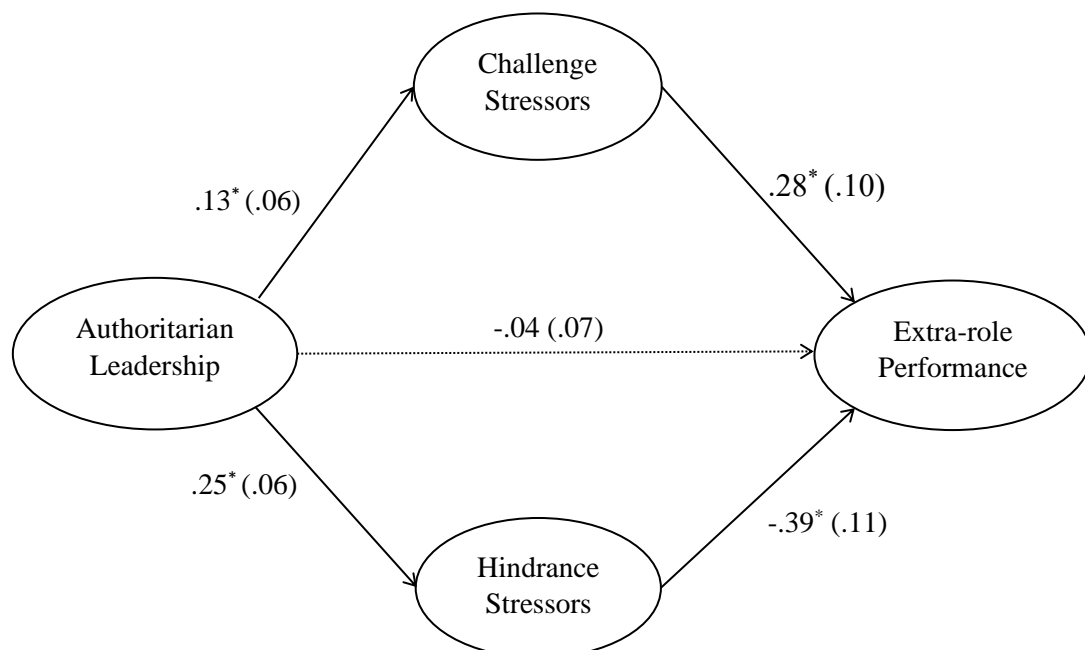 Challenge
Stressors
.13* (.06)
.28* (.10)
Authoritarian
Leadership
-.04 (.07)
Extra-role
Performance
.25* (.06)
-.39* (.11)
Hindrance
Stressors